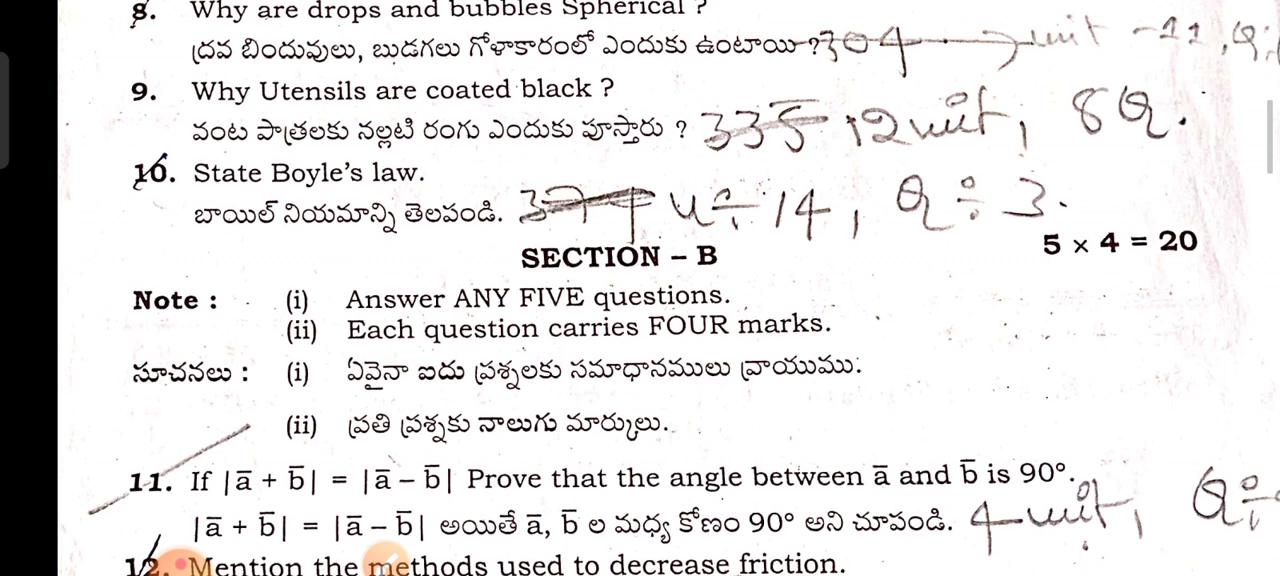 8. Why are drops and bubbles Spherical ?
ద్రవ బిందువులు, బుడగలు గోళాకారంలో ఎందుకు ఉంటాయి ? 304 unit - 11, Q:
9. Why Utensils are coated black ?
వంట పాత్రలకు నల్లటి రంగు ఎందుకు పూస్తారు ? 335 12 unit, 8Q.
10. State Boyle's law.
బాయిల్ నియమాన్ని తెలపండి. U ÷ 14, Q ÷ 3.
SECTION – B
5 × 4 = 20
Note : (i) Answer ANY FIVE questions.
(ii) Each question carries FOUR marks.
సూచనలు : (i) ఏవైనా ఐదు ప్రశ్నలకు సమాధానములు వ్రాయుము.
(ii) ప్రతి ప్రశ్నకు నాలుగు మార్కులు.
11. If |a̅ + b̅| = |a̅ – b̅| Prove that the angle between a̅ and b̅ is 90°.
|a̅ + b̅| = |a̅ – b̅| అయితే a̅, b̅ ల మధ్య కోణం 90° అని చూపండి. 4 unit, Q ÷
12. Mention the methods used to decrease friction.